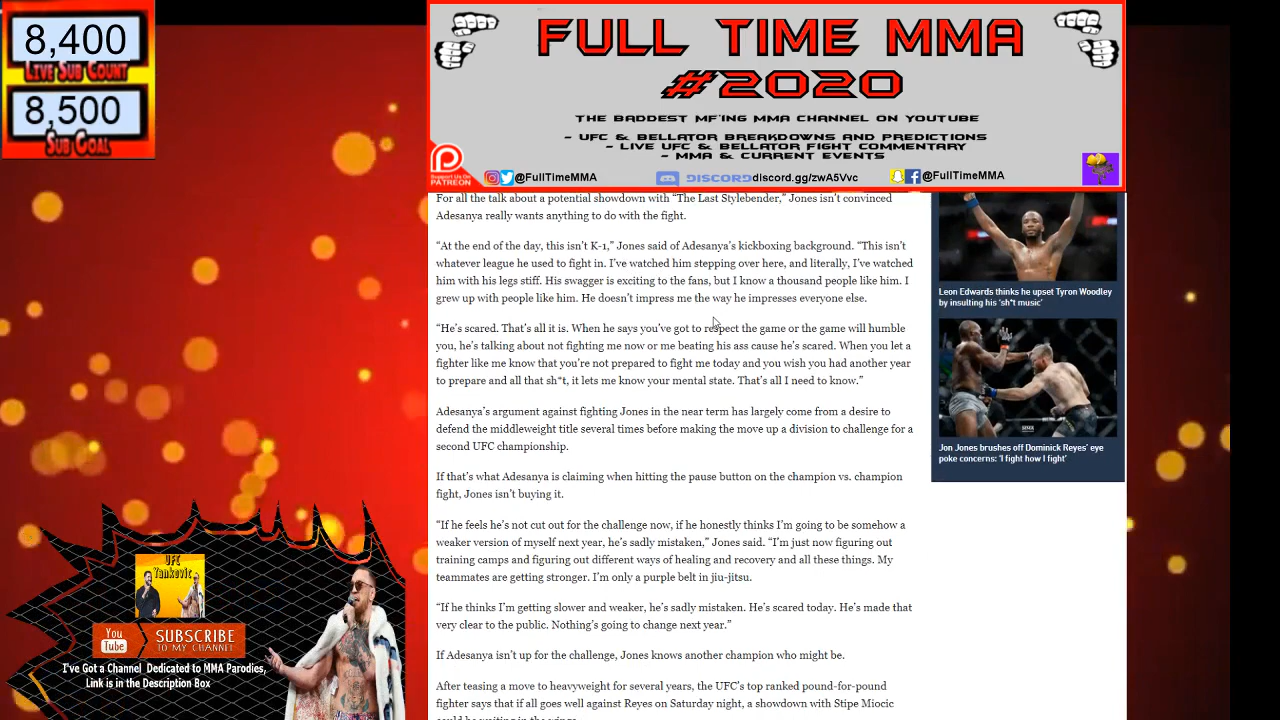 8,400
LIVE SUB COUNT
8,500
SUB GOAL
FULL TIME MMA
#2020
THE BADDEST MF'ING MMA CHANNEL ON YOUTUBE
- UFC & BELLATOR BREAKDOWNS AND PREDICTIONS
- LIVE UFC & BELLATOR FIGHT COMMENTARY
- MMA & CURRENT EVENTS
Support Us On
PATREON
@FullTimeMMA
DISCORD discord.gg/zwA5Vvc
@FullTimeMMA
For all the talk about a potential showdown with “The Last Stylebender,” Jones isn’t convinced
Adesanya really wants anything to do with the fight.
“At the end of the day, this isn’t K-1,” Jones said of Adesanya’s kickboxing background. “This isn’t
whatever league he used to fight in. I’ve watched him stepping over here, and literally, I’ve watched
him with his legs stiff. His swagger is exciting to the fans, but I know a thousand people like him. I
grew up with people like him. He doesn’t impress me the way he impresses everyone else.
“He’s scared. That’s all it is. When he says you’ve got to respect the game or the game will humble
you, he’s talking about not fighting me now or me beating his ass cause he’s scared. When you let a
fighter like me know that you’re not prepared to fight me today and you wish you had another year
to prepare and all that sh*t, it lets me know your mental state. That’s all I need to know.”
Adesanya’s argument against fighting Jones in the near term has largely come from a desire to
defend the middleweight title several times before making the move up a division to challenge for a
second UFC championship.
If that’s what Adesanya is claiming when hitting the pause button on the champion vs. champion
fight, Jones isn’t buying it.
“If he feels he’s not cut out for the challenge now, if he honestly thinks I’m going to be somehow a
weaker version of myself next year, he’s sadly mistaken,” Jones said. “I’m just now figuring out
training camps and figuring out different ways of healing and recovery and all these things. My
teammates are getting stronger. I’m only a purple belt in jiu-jitsu.
“If he thinks I’m getting slower and weaker, he’s sadly mistaken. He’s scared today. He’s made that
very clear to the public. Nothing’s going to change next year.”
If Adesanya isn’t up for the challenge, Jones knows another champion who might be.
After teasing a move to heavyweight for several years, the UFC’s top ranked pound-for-pound
fighter says that if all goes well against Reyes on Saturday night, a showdown with Stipe Miocic
could be waiting in the wings.
Leon Edwards thinks he upset Tyron Woodley
by insulting his ‘sh*t music’
Jon Jones brushes off Dominick Reyes’ eye
poke concerns: ‘I fight how I fight’
UFC
Yankovic
You
Tube
SUBSCRIBE
TO MY CHANNEL
I've Got a Channel Dedicated to MMA Parodies,
Link is in the Description Box